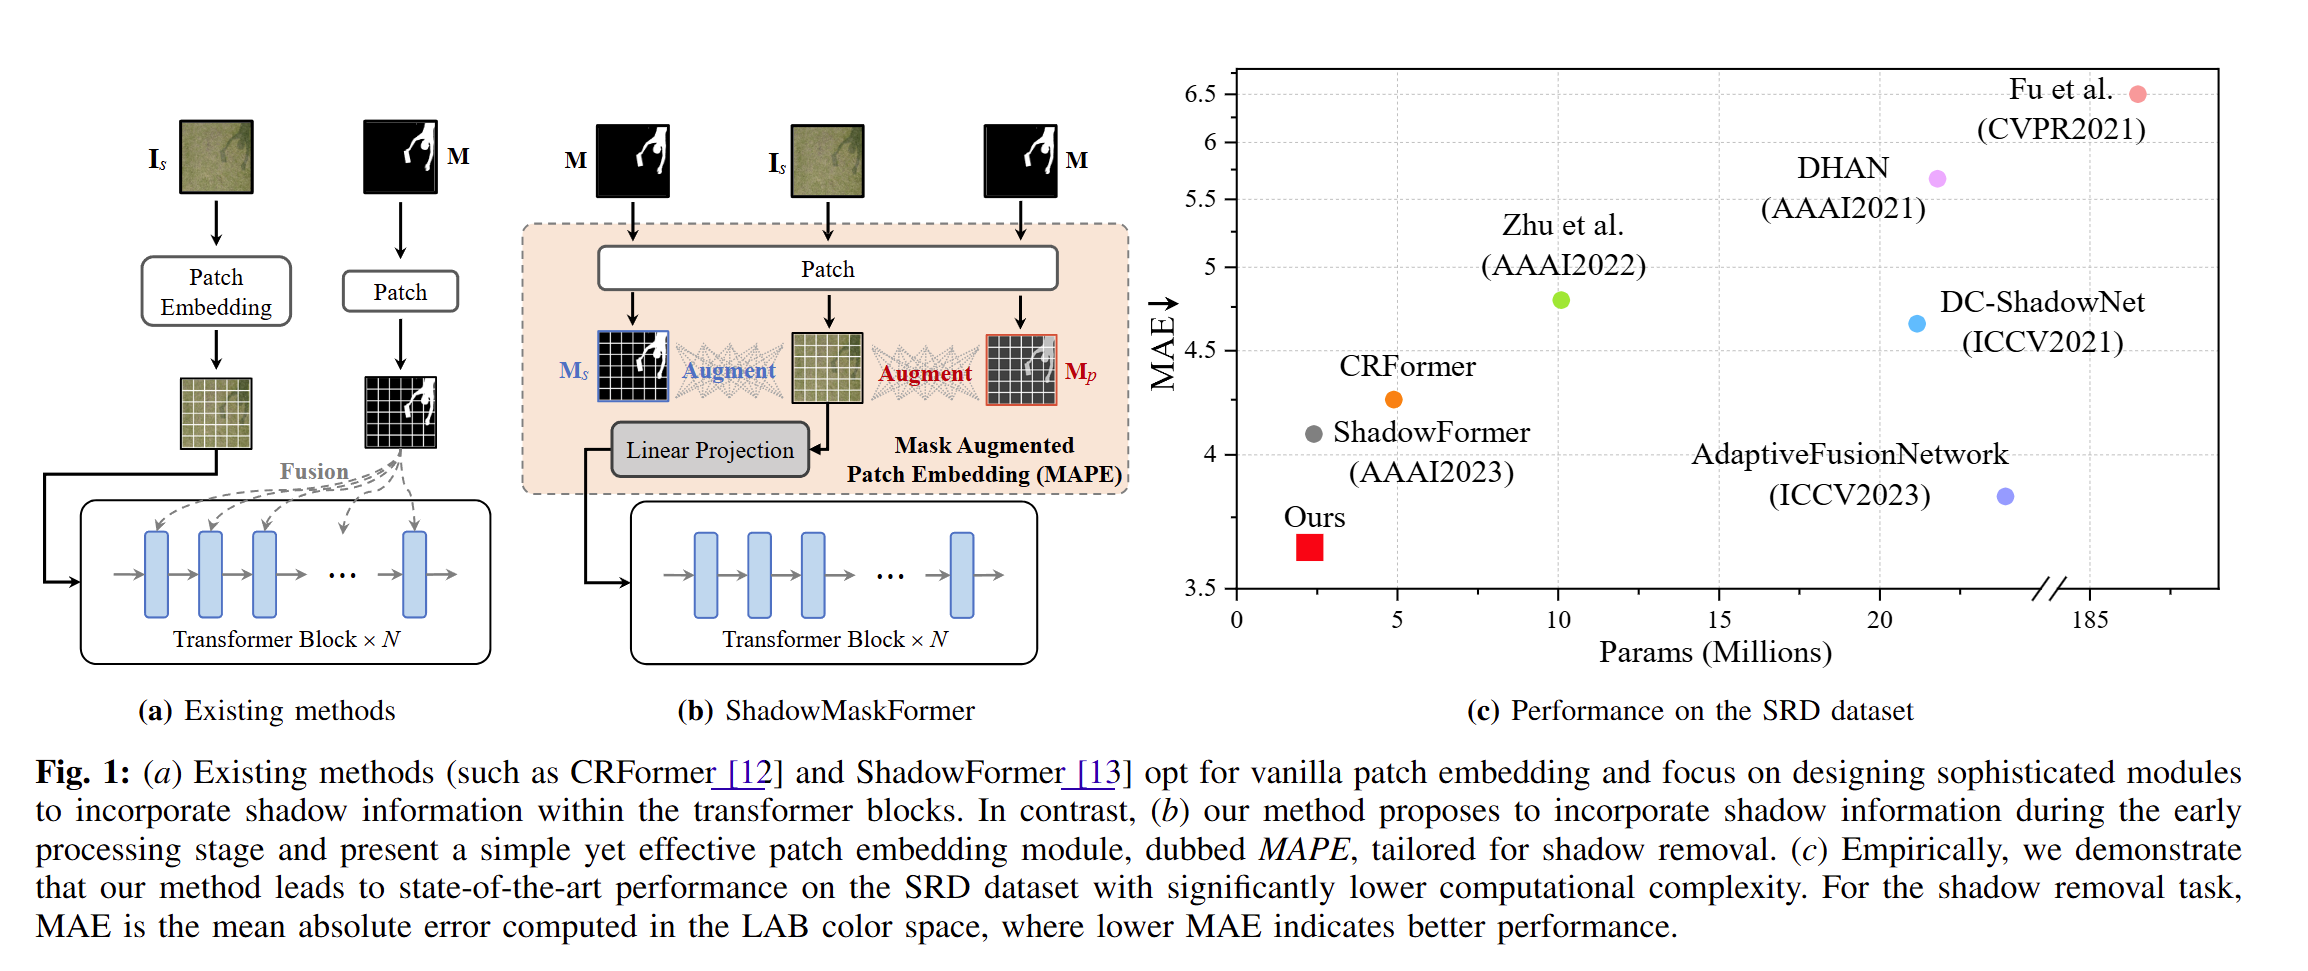 I_s
M
Patch
Embedding
Patch
Fusion
...
Transformer Block × N
(a) Existing methods
M
I_s
M
Patch
M_s
Augment
Augment
M_p
Linear Projection
Mask Augmented
Patch Embedding (MAPE)
...
Transformer Block × N
(b) ShadowMaskFormer
MAE↓
6.5
6
5.5
5
4.5
4
3.5
Fu et al.
(CVPR2021)
DHAN
(AAAI2021)
Zhu et al.
(AAAI2022)
DC-ShadowNet
(ICCV2021)
CRFormer
ShadowFormer
(AAAI2023)
AdaptiveFusionNetwork
(ICCV2023)
Ours
0 5 10 15 20 185
Params (Millions)
(c) Performance on the SRD dataset
Fig. 1: (a) Existing methods (such as CRFormer [12] and ShadowFormer [13] opt for vanilla patch embedding and focus on designing sophisticated modules
to incorporate shadow information within the transformer blocks. In contrast, (b) our method proposes to incorporate shadow information during the early
processing stage and present a simple yet effective patch embedding module, dubbed MAPE, tailored for shadow removal. (c) Empirically, we demonstrate
that our method leads to state-of-the-art performance on the SRD dataset with significantly lower computational complexity. For the shadow removal task,
MAE is the mean absolute error computed in the LAB color space, where lower MAE indicates better performance.